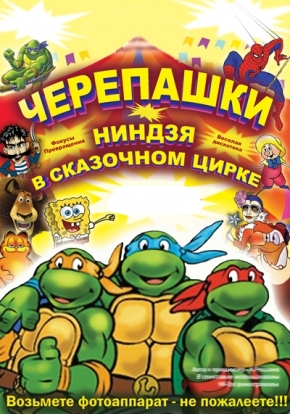 ЧЕРЕПАШКИ
НИНДЗЯ
Фокусы
Превращения
Веселая
дискотека
В СКАЗОЧНОМ ЦИРКЕ
Возьмете фотоаппарат - не пожалеете!!!